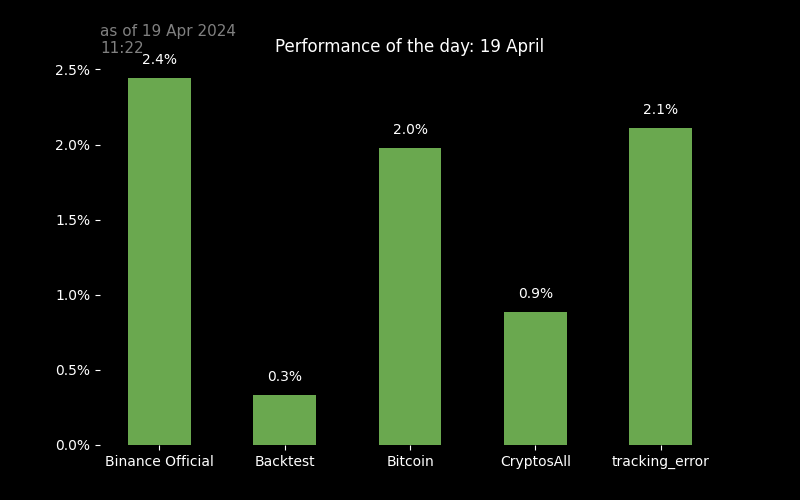 as of 19 Apr 2024
11:22
Performance of the day: 19 April
2.5%
2.0%
1.5%
1.0%
0.5%
0.0%
2.4%
0.3%
2.0%
0.9%
2.1%
Binance Official
Backtest
Bitcoin
CryptosAll
tracking_error